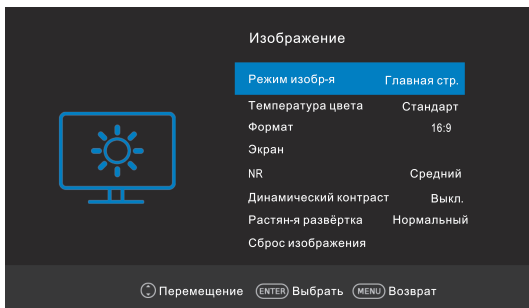 Изображение
Режим изобр-я Главная стр.
Температура цвета Стандарт
Формат 16:9
Экран
NR Средний
Динамический контраст Выкл.
Растян-я развёртка Нормальный
Сброс изображения
Перемещение ENTER Выбрать MENU Возврат